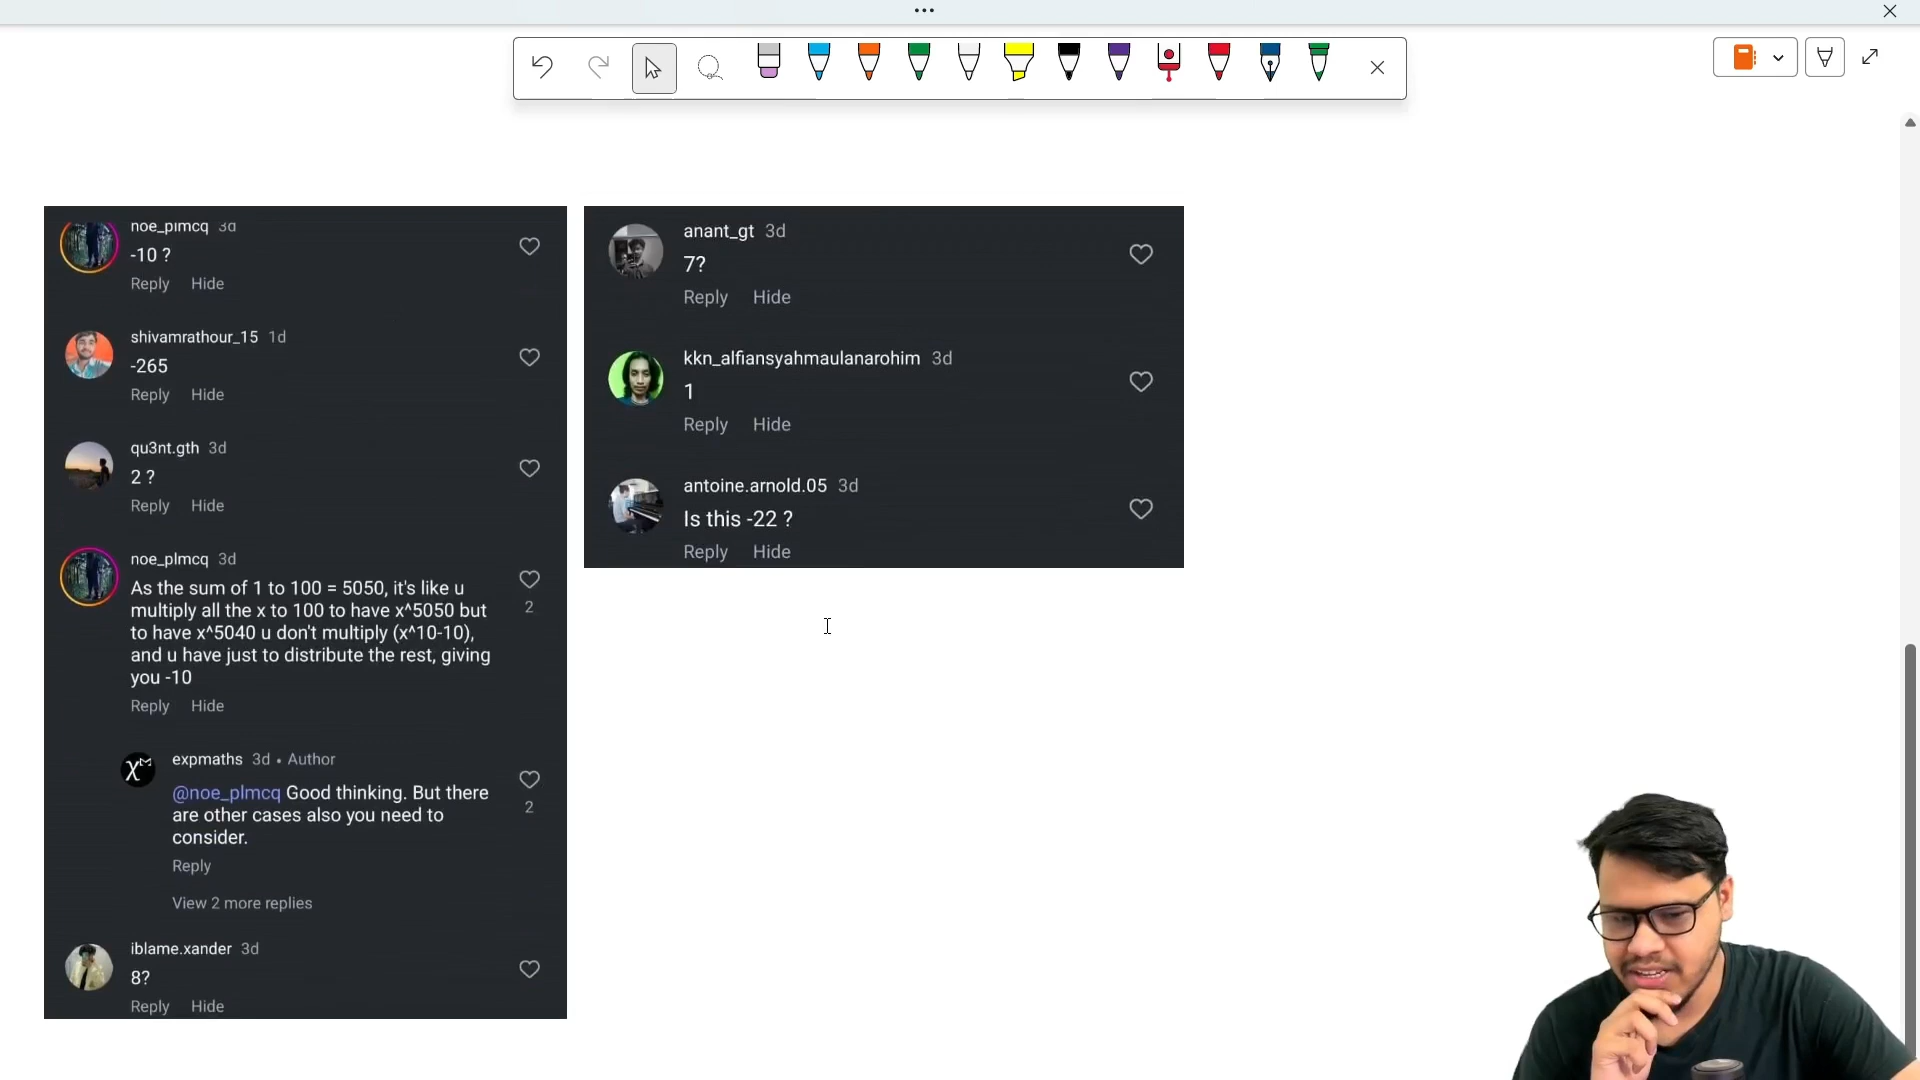 noe_plmcq 3d
-10 ?
Reply Hide
shivamrathour_15 1d
-265
Reply Hide
qu3nt.gth 3d
2 ?
Reply Hide
noe_plmcq 3d
As the sum of 1 to 100 = 5050, it's like u
multiply all the x to 100 to have x^5050 but
to have x^5040 u don't multiply (x^10-10),
and u have just to distribute the rest, giving
you -10
2
Reply Hide
expmaths 3d • Author
@noe_plmcq Good thinking. But there
are other cases also you need to
consider.
2
Reply
View 2 more replies
iblame.xander 3d
8?
Reply Hide
anant_gt 3d
7?
Reply Hide
kkn_alfiansyahmaulanarohim 3d
1
Reply Hide
antoine.arnold.05 3d
Is this -22 ?
Reply Hide